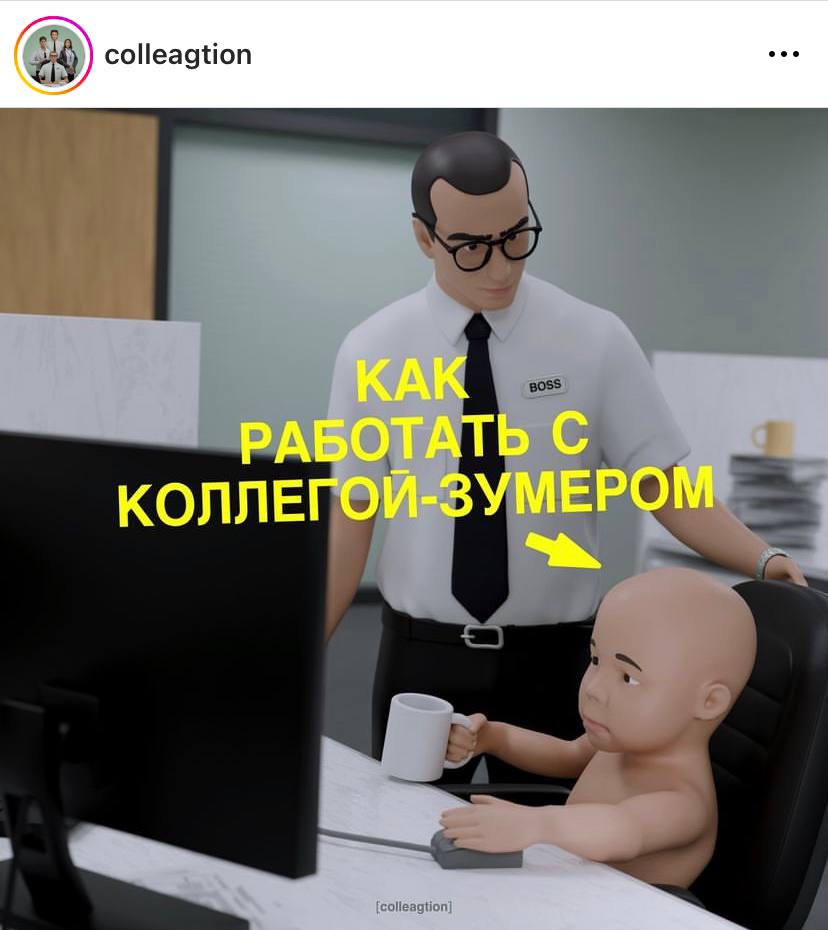 colleagtion
BOSS
КАК
РАБОТАТЬ С
КОЛЛЕГОЙ-ЗУМЕРОМ
[colleagtion]